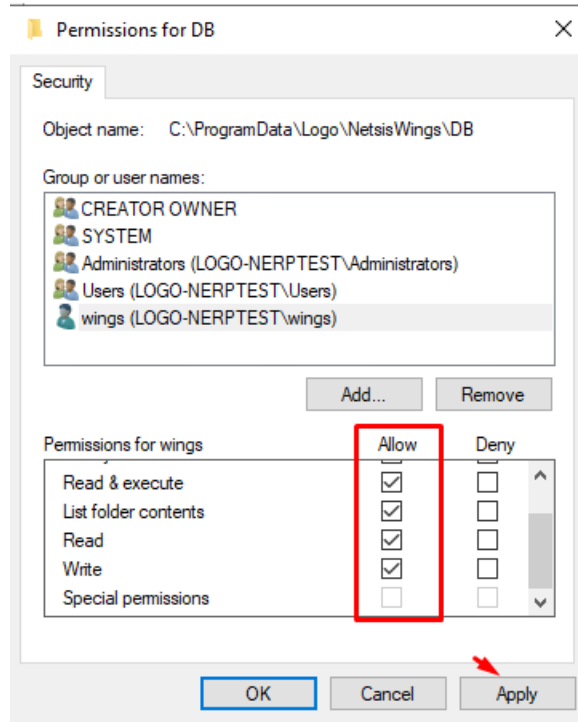 Permissions for DB
Security
Object name: C:\ProgramData\Logo\NetsisWings\DB
Group or user names:
CREATOR OWNER
SYSTEM
Administrators (LOGO-NERPTEST\Administrators)
Users (LOGO-NERPTEST\Users)
wings (LOGO-NERPTEST\wings)
Add... Remove
Permissions for wings Allow Deny
Read & execute
List folder contents
Read
Write
Special permissions
OK Cancel Apply